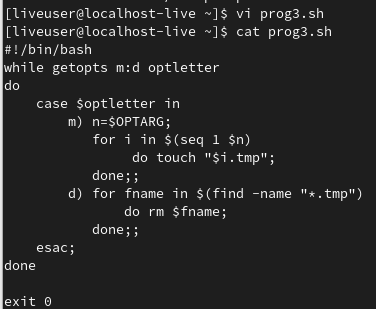 [liveuser@localhost-live ~]$ vi prog3.sh
[liveuser@localhost-live ~]$ cat prog3.sh
#!/bin/bash
while getopts m:d optletter
do
    case $optletter in
        m) n=$OPTARG;
           for i in $(seq 1 $n)
                do touch "$i.tmp";
           done;;
        d) for fname in $(find -name "*.tmp")
               do rm $fname;
           done;;
    esac;
done

exit 0